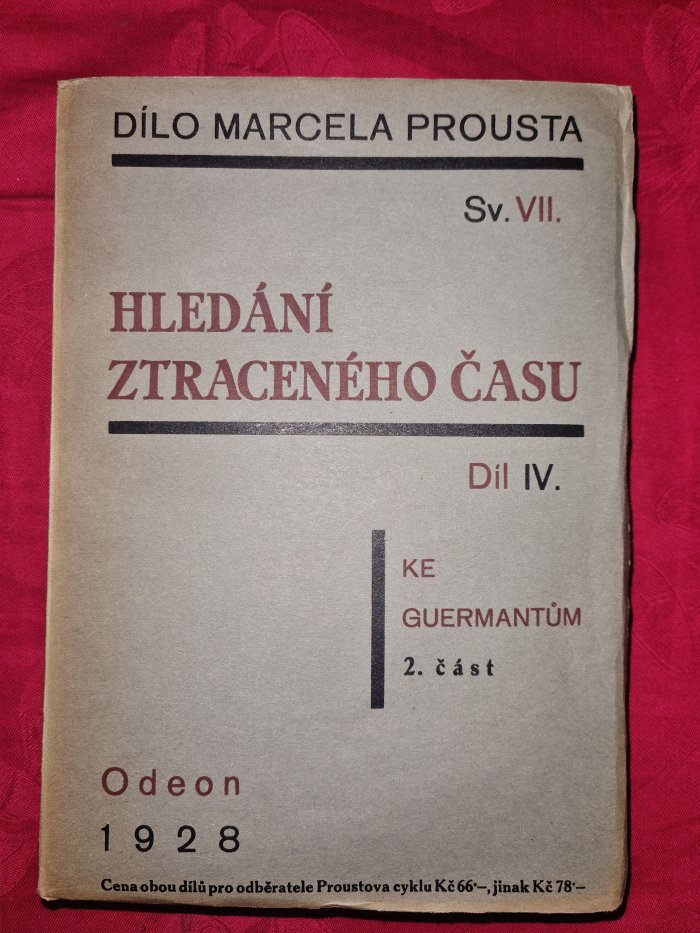 DÍLO MARCELA PROUSTA
Sv. VII.
HLEDÁNÍ
ZTRACENÉHO ČASU
Díl IV.
KE
GUERMANTŮM
2. část
Odeon
1928
Cena obou dílů pro odběratele Proustova cyklu Kč 66·–, jinak Kč 78·–